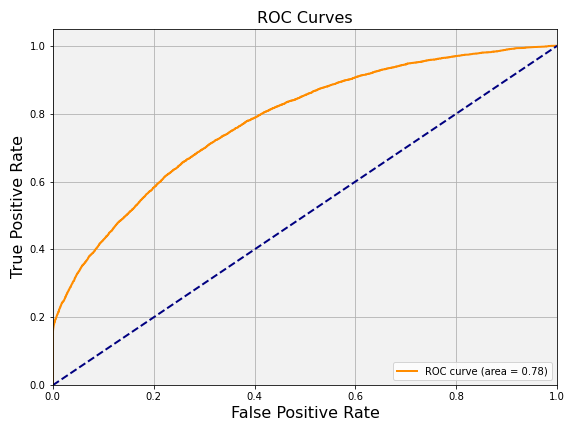 ROC Curves
True Positive Rate
1.0
0.8
0.6
0.4
0.2
0.0
0.0 0.2 0.4 0.6 0.8 1.0
False Positive Rate
ROC curve (area = 0.78)